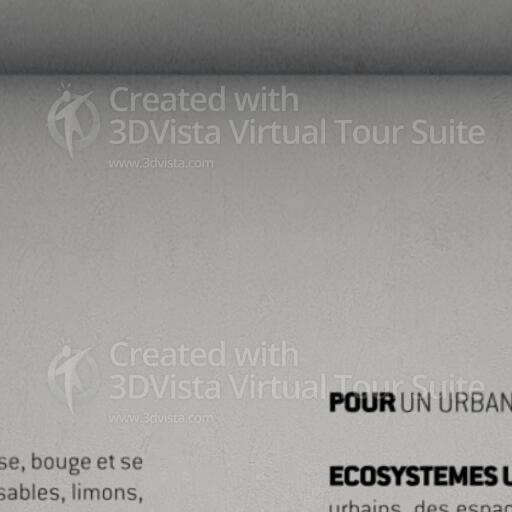 Created with
3DVista Virtual Tour Suite
www.3dvista.com
Created with
3DVista Virtual Tour Suite
www.3dvista.com
se, bouge et se
sables, limons,
POUR UN URBAN
ECOSYSTEMES U
urbains, des espac